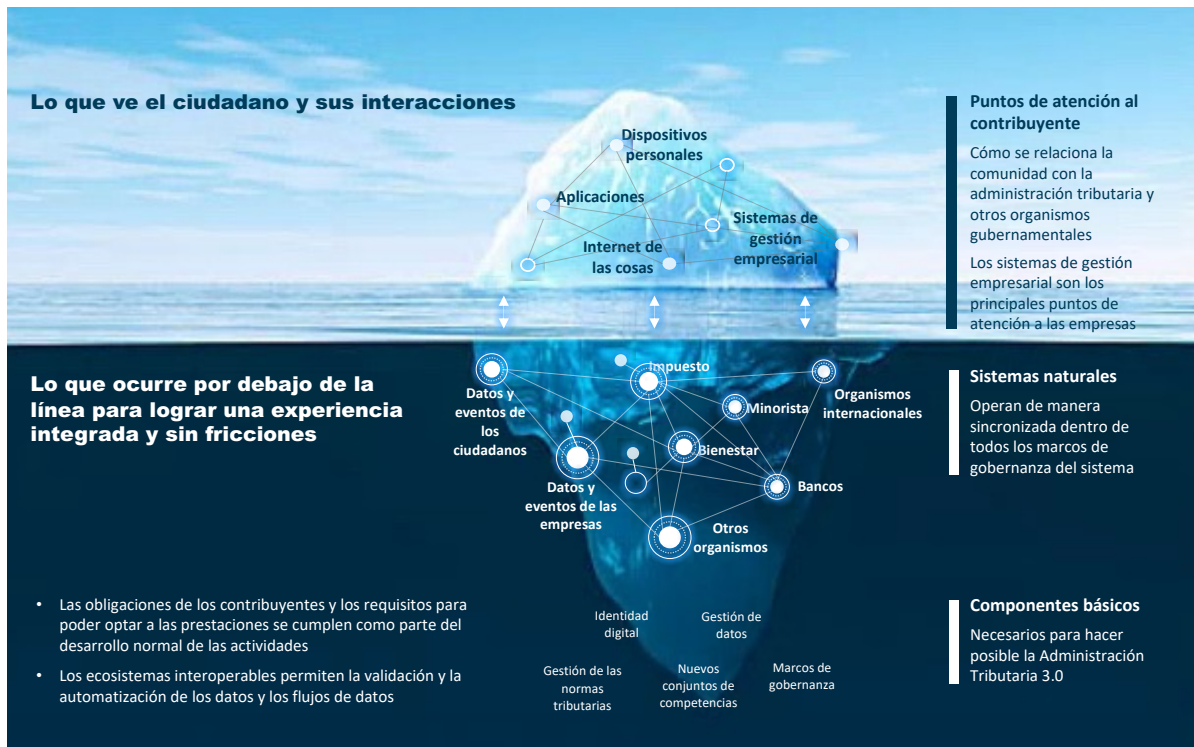 Lo que ve el ciudadano y sus interacciones
Dispositivos
personales
Aplicaciones
Sistemas de
gestión
empresarial
Internet de
las cosas
Puntos de atención al
contribuyente
Cómo se relaciona la
comunidad con la
administración tributaria y
otros organismos
gubernamentales
Los sistemas de gestión
empresarial son los
principales puntos de
atención a las empresas
Lo que ocurre por debajo de la
línea para lograr una experiencia
integrada y sin fricciones
impuesto
Datos y
eventos de
los
ciudadanos
Minorista
Organismos
internacionales
Bienestar
Datos y
eventos de las
empresas
Bancos
Otros
organismos
Sistemas naturales
Operan de manera
sincronizada dentro de
todos los marcos de
gobernanza del sistema
• Las obligaciones de los contribuyentes y los requisitos para
poder optar a las prestaciones se cumplen como parte del
desarrollo normal de las actividades
• Los ecosistemas interoperables permiten la validación y la
automatización de los datos y los flujos de datos
Identidad
digital
Gestión de
datos
Gestión de las
normas
tributarias
Nuevos
conjuntos de
competencias
Marcos de
gobernanza
Componentes básicos
Necesarios para hacer
posible la Administración
Tributaria 3.0